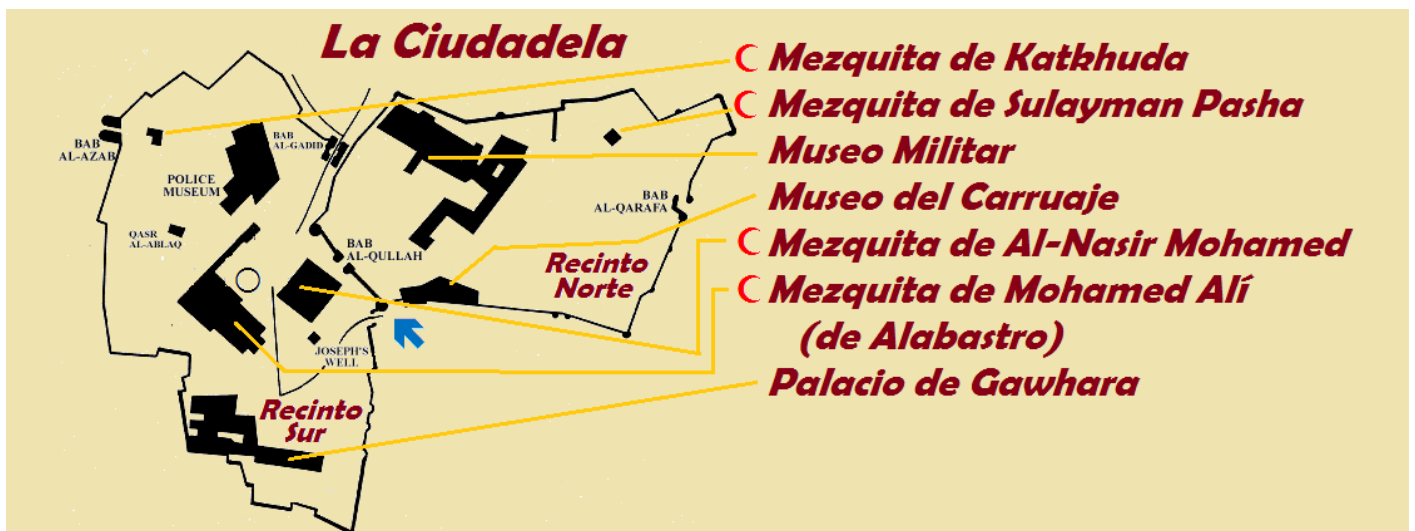 La Ciudadela
Mezquita de Katkhuda
Mezquita de Sulayman Pasha
Museo Militar
Museo del Carruaje
Mezquita de Al-Nasir Mohamed
Mezquita de Mohamed Alí
(de Alabastro)
Palacio de Gawhara
BAB
AL-AZAB
POLICE
MUSEUM
BAB
AL-GADID
QASR
AL-ABLAQ
BAB
AL-QULLAH
BAB
AL-QARAFA
Recinto
Norte
JOSEPH'S
WELL
Recinto
Sur